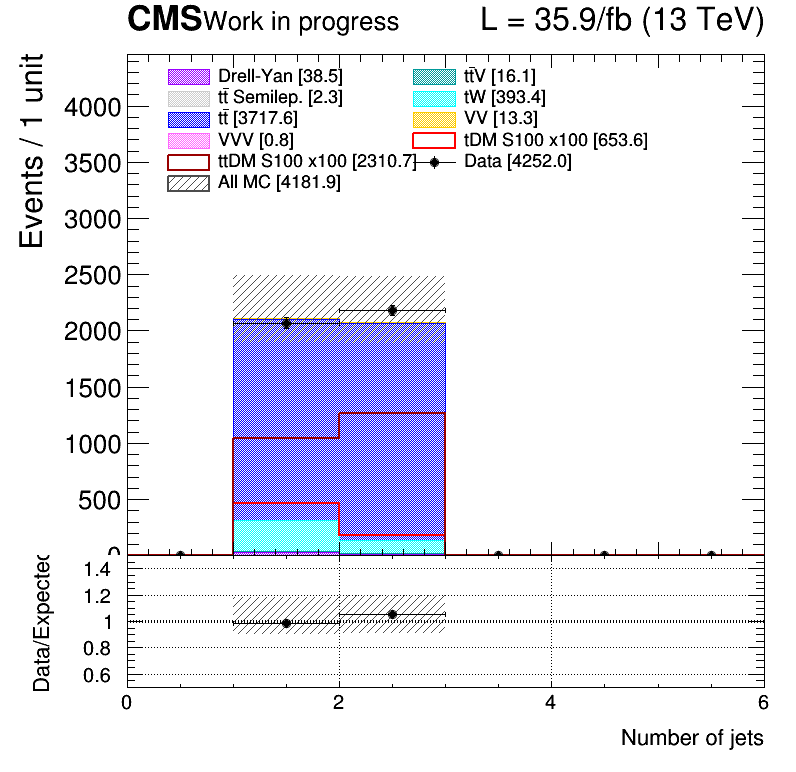 CMS Work in progress L = 35.9/fb (13 TeV)
Events / 1 unit
Drell-Yan [38.5] tt̄V [16.1]
tt̄ Semilep. [2.3] tW [393.4]
tt̄ [3717.6] VV [13.3]
VVV [0.8] tDM S100 x100 [653.6]
ttDM S100 x100 [2310.7] Data [4252.0]
All MC [4181.9]
4000
3500
3000
2500
2000
1500
1000
500
0
Data/Expected
1.4
1.2
1
0.8
0.6
0 2 4 6
Number of jets